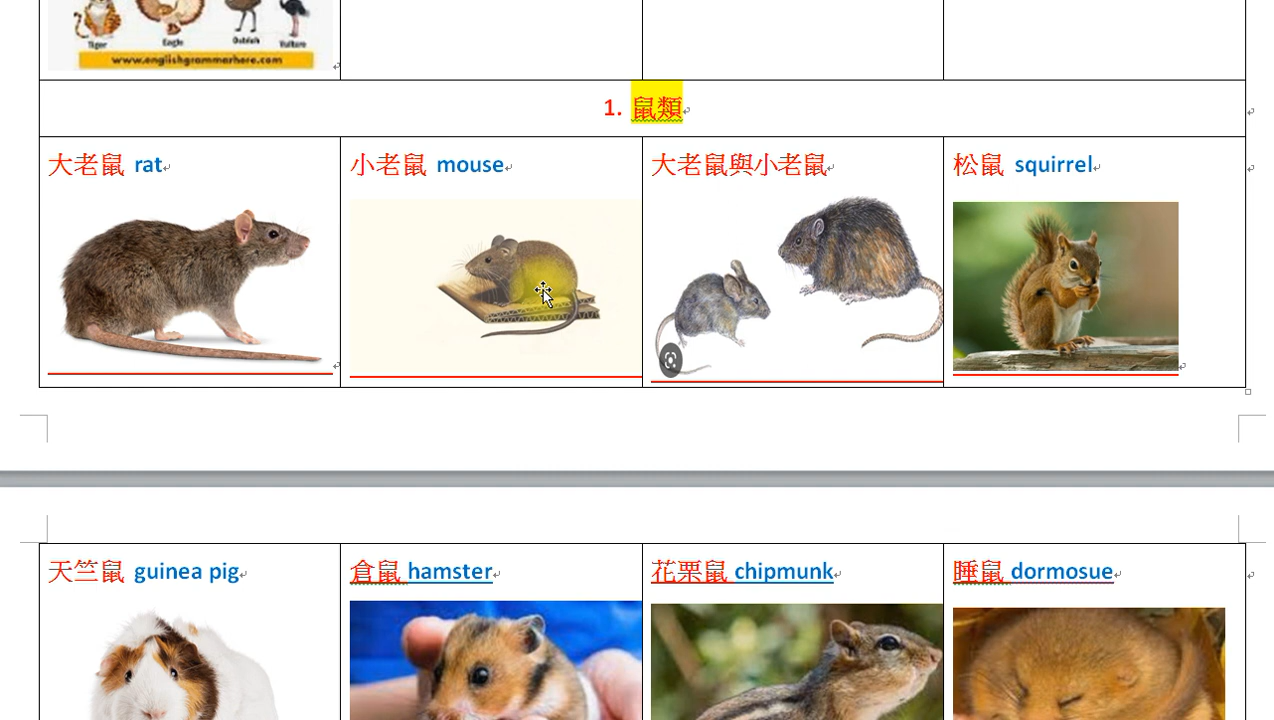 Tiger Eagle Ostrich Vulture
www.englishgrammarhere.com
1. 鼠類
大老鼠 rat
小老鼠 mouse
大老鼠與小老鼠
松鼠 squirrel
天竺鼠 guinea pig
倉鼠 hamster
花栗鼠 chipmunk
睡鼠 dormosue